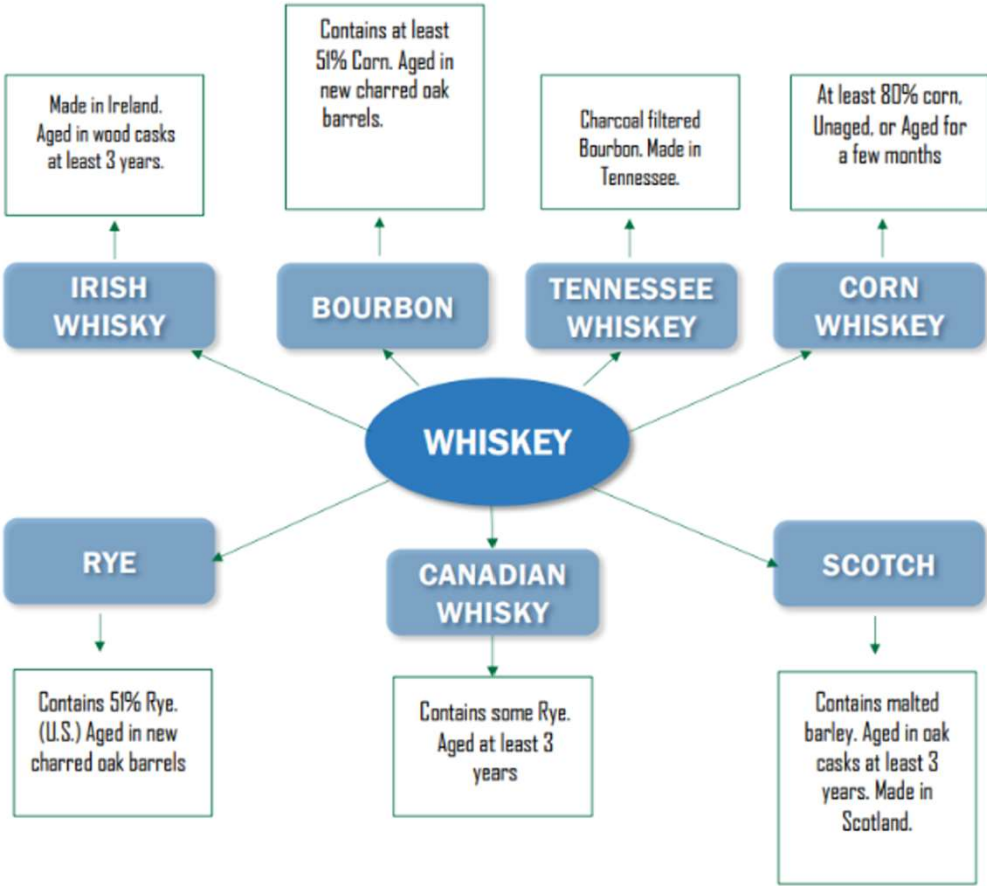 Made in Ireland.
Aged in wood casks
at least 3 years.
Contains at least
51% Corn. Aged in
new charred oak
barrels.
Charcoal filtered
Bourbon. Made in
Tennessee.
At least 80% corn,
Unaged, or Aged for
a few months
IRISH
WHISKY
BOURBON
TENNESSEE
WHISKEY
CORN
WHISKEY
WHISKEY
RYE
CANADIAN
WHISKY
SCOTCH
Contains 51% Rye.
(U.S.) Aged in new
charred oak barrels
Contains some Rye.
Aged at least 3
years
Contains malted
barley. Aged in oak
casks at least 3
years. Made in
Scotland.